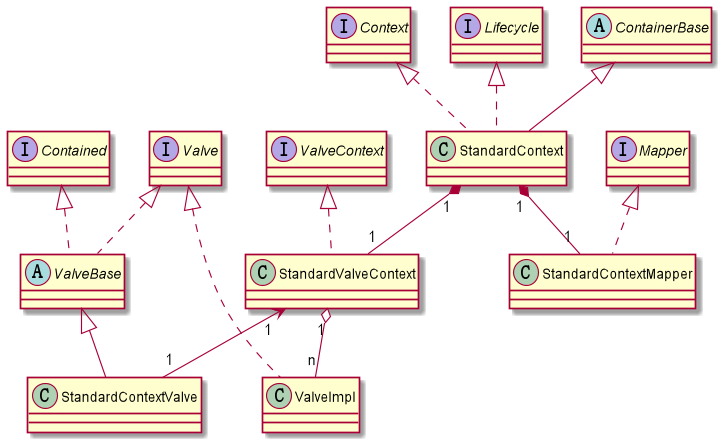 I Context
I Lifecycle
A ContainerBase
I Contained
I Valve
I ValveContext
C StandardContext
I Mapper
1
1
1
1
A ValveBase
C StandardValveContext
C StandardContextMapper
1
1
1
n
C StandardContextValve
C ValveImpl